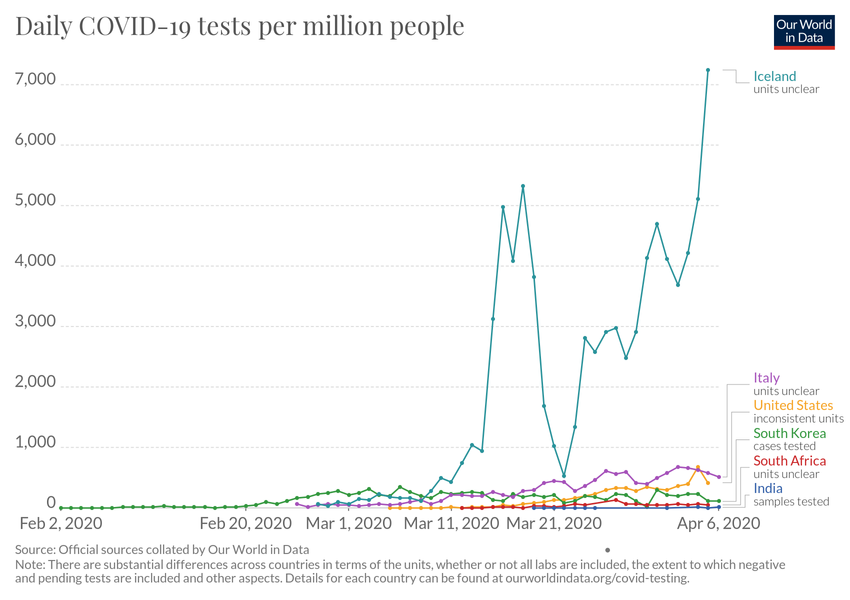 Daily COVID-19 tests per million people
Our World
in Data
7,000
6,000
5,000
4,000
3,000
2,000
1,000
0
Iceland
units unclear
Italy
units unclear
United States
inconsistent units
South Korea
cases tested
South Africa
units unclear
India
samples tested
Feb 2, 2020
Feb 20, 2020
Mar 1, 2020
Mar 11, 2020
Mar 21, 2020
Apr 6, 2020
Source: Official sources collated by Our World in Data
Note: There are substantial differences across countries in terms of the units, whether or not all labs are included, the extent to which negative
and pending tests are included and other aspects. Details for each country can be found at ourworldindata.org/covid-testing.